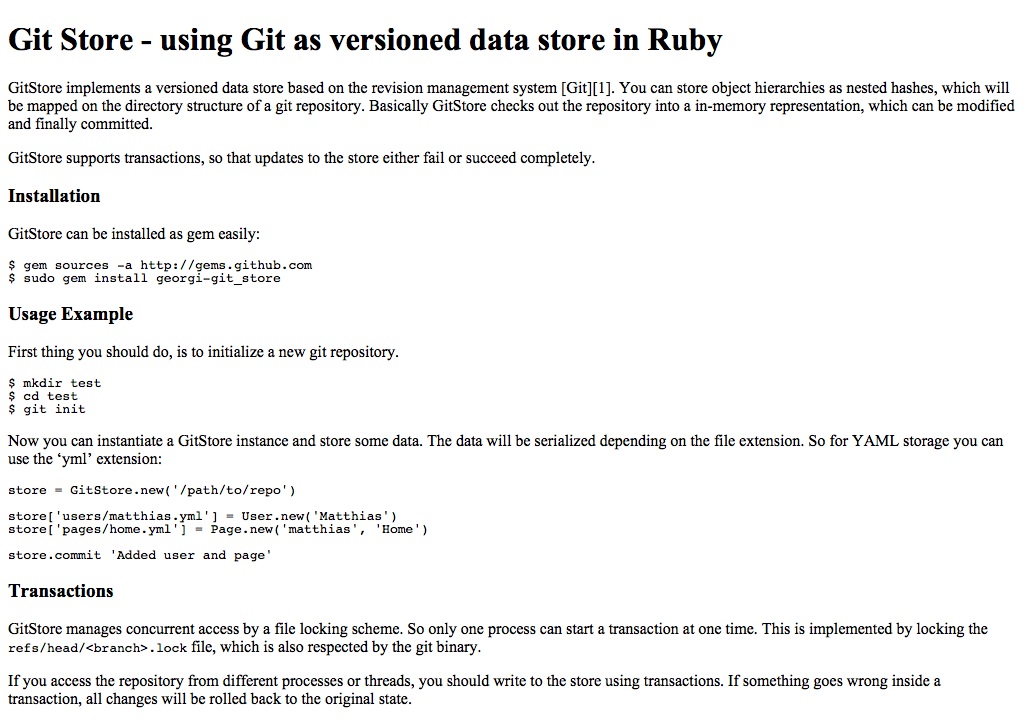 Git Store - using Git as versioned data store in Ruby
GitStore implements a versioned data store based on the revision management system [Git][1]. You can store object hierarchies as nested hashes, which will
be mapped on the directory structure of a git repository. Basically GitStore checks out the repository into a in-memory representation, which can be modified
and finally committed.
GitStore supports transactions, so that updates to the store either fail or succeed completely.
Installation
GitStore can be installed as gem easily:
$ gem sources -a http://gems.github.com
$ sudo gem install georgi-git_store
Usage Example
First thing you should do, is to initialize a new git repository.
$ mkdir test
$ cd test
$ git init
Now you can instantiate a GitStore instance and store some data. The data will be serialized depending on the file extension. So for YAML storage you can
use the ‘yml’ extension:
store = GitStore.new('/path/to/repo')
store['users/matthias.yml'] = User.new('Matthias')
store['pages/home.yml'] = Page.new('matthias', 'Home')
store.commit 'Added user and page'
Transactions
GitStore manages concurrent access by a file locking scheme. So only one process can start a transaction at one time. This is implemented by locking the
refs/head/<branch>.lock file, which is also respected by the git binary.
If you access the repository from different processes or threads, you should write to the store using transactions. If something goes wrong inside a
transaction, all changes will be rolled back to the original state.